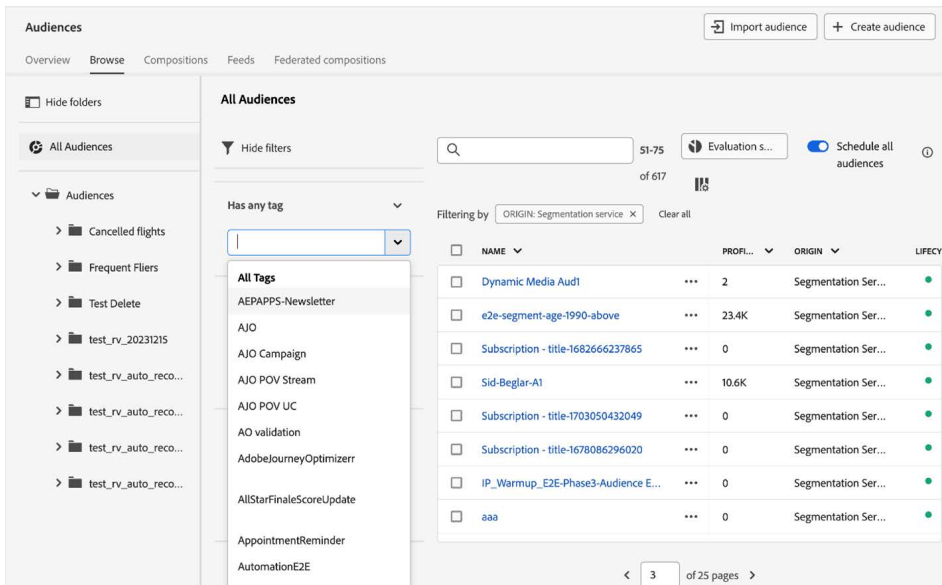 Audiences
Import audience
Create audience
Overview Browse Compositions Feeds Federated compositions
Hide folders
All Audiences
Audiences
Cancelled flights
Frequent Fliers
Test Delete
test_rv_20231215
test_rv_auto_reco...
test_rv_auto_reco...
test_rv_auto_reco...
test_rv_auto_reco...
All Audiences
Hide filters
Has any tag
All Tags
AEPAPPS-Newsletter
AJO
AJO Campaign
AJO POV Stream
AJO POV UC
AO validation
AdobeJourneyOptimizerr
AllStarFinaleScoreUpdate
AppointmentReminder
AutomationE2E
51-75
of 617
Evaluation s...
Schedule all
audiences
Filtering by ORIGIN: Segmentation service Clear all
NAME PROFI... ORIGIN LIFECY
Dynamic Media Aud1 ... 2 Segmentation Ser...
e2e-segment-age-1990-above ... 23.4K Segmentation Ser...
Subscription - title-1682666237865 ... 0 Segmentation Ser...
Sid-Beglar-A1 ... 10.6K Segmentation Ser...
Subscription - title-1703050432049 ... 0 Segmentation Ser...
Subscription - title-1678086296020 ... 0 Segmentation Ser...
IP_Warmup_E2E-Phase3-Audience E... ... 0 Segmentation Ser...
aaa ... 0 Segmentation Ser...
3 of 25 pages